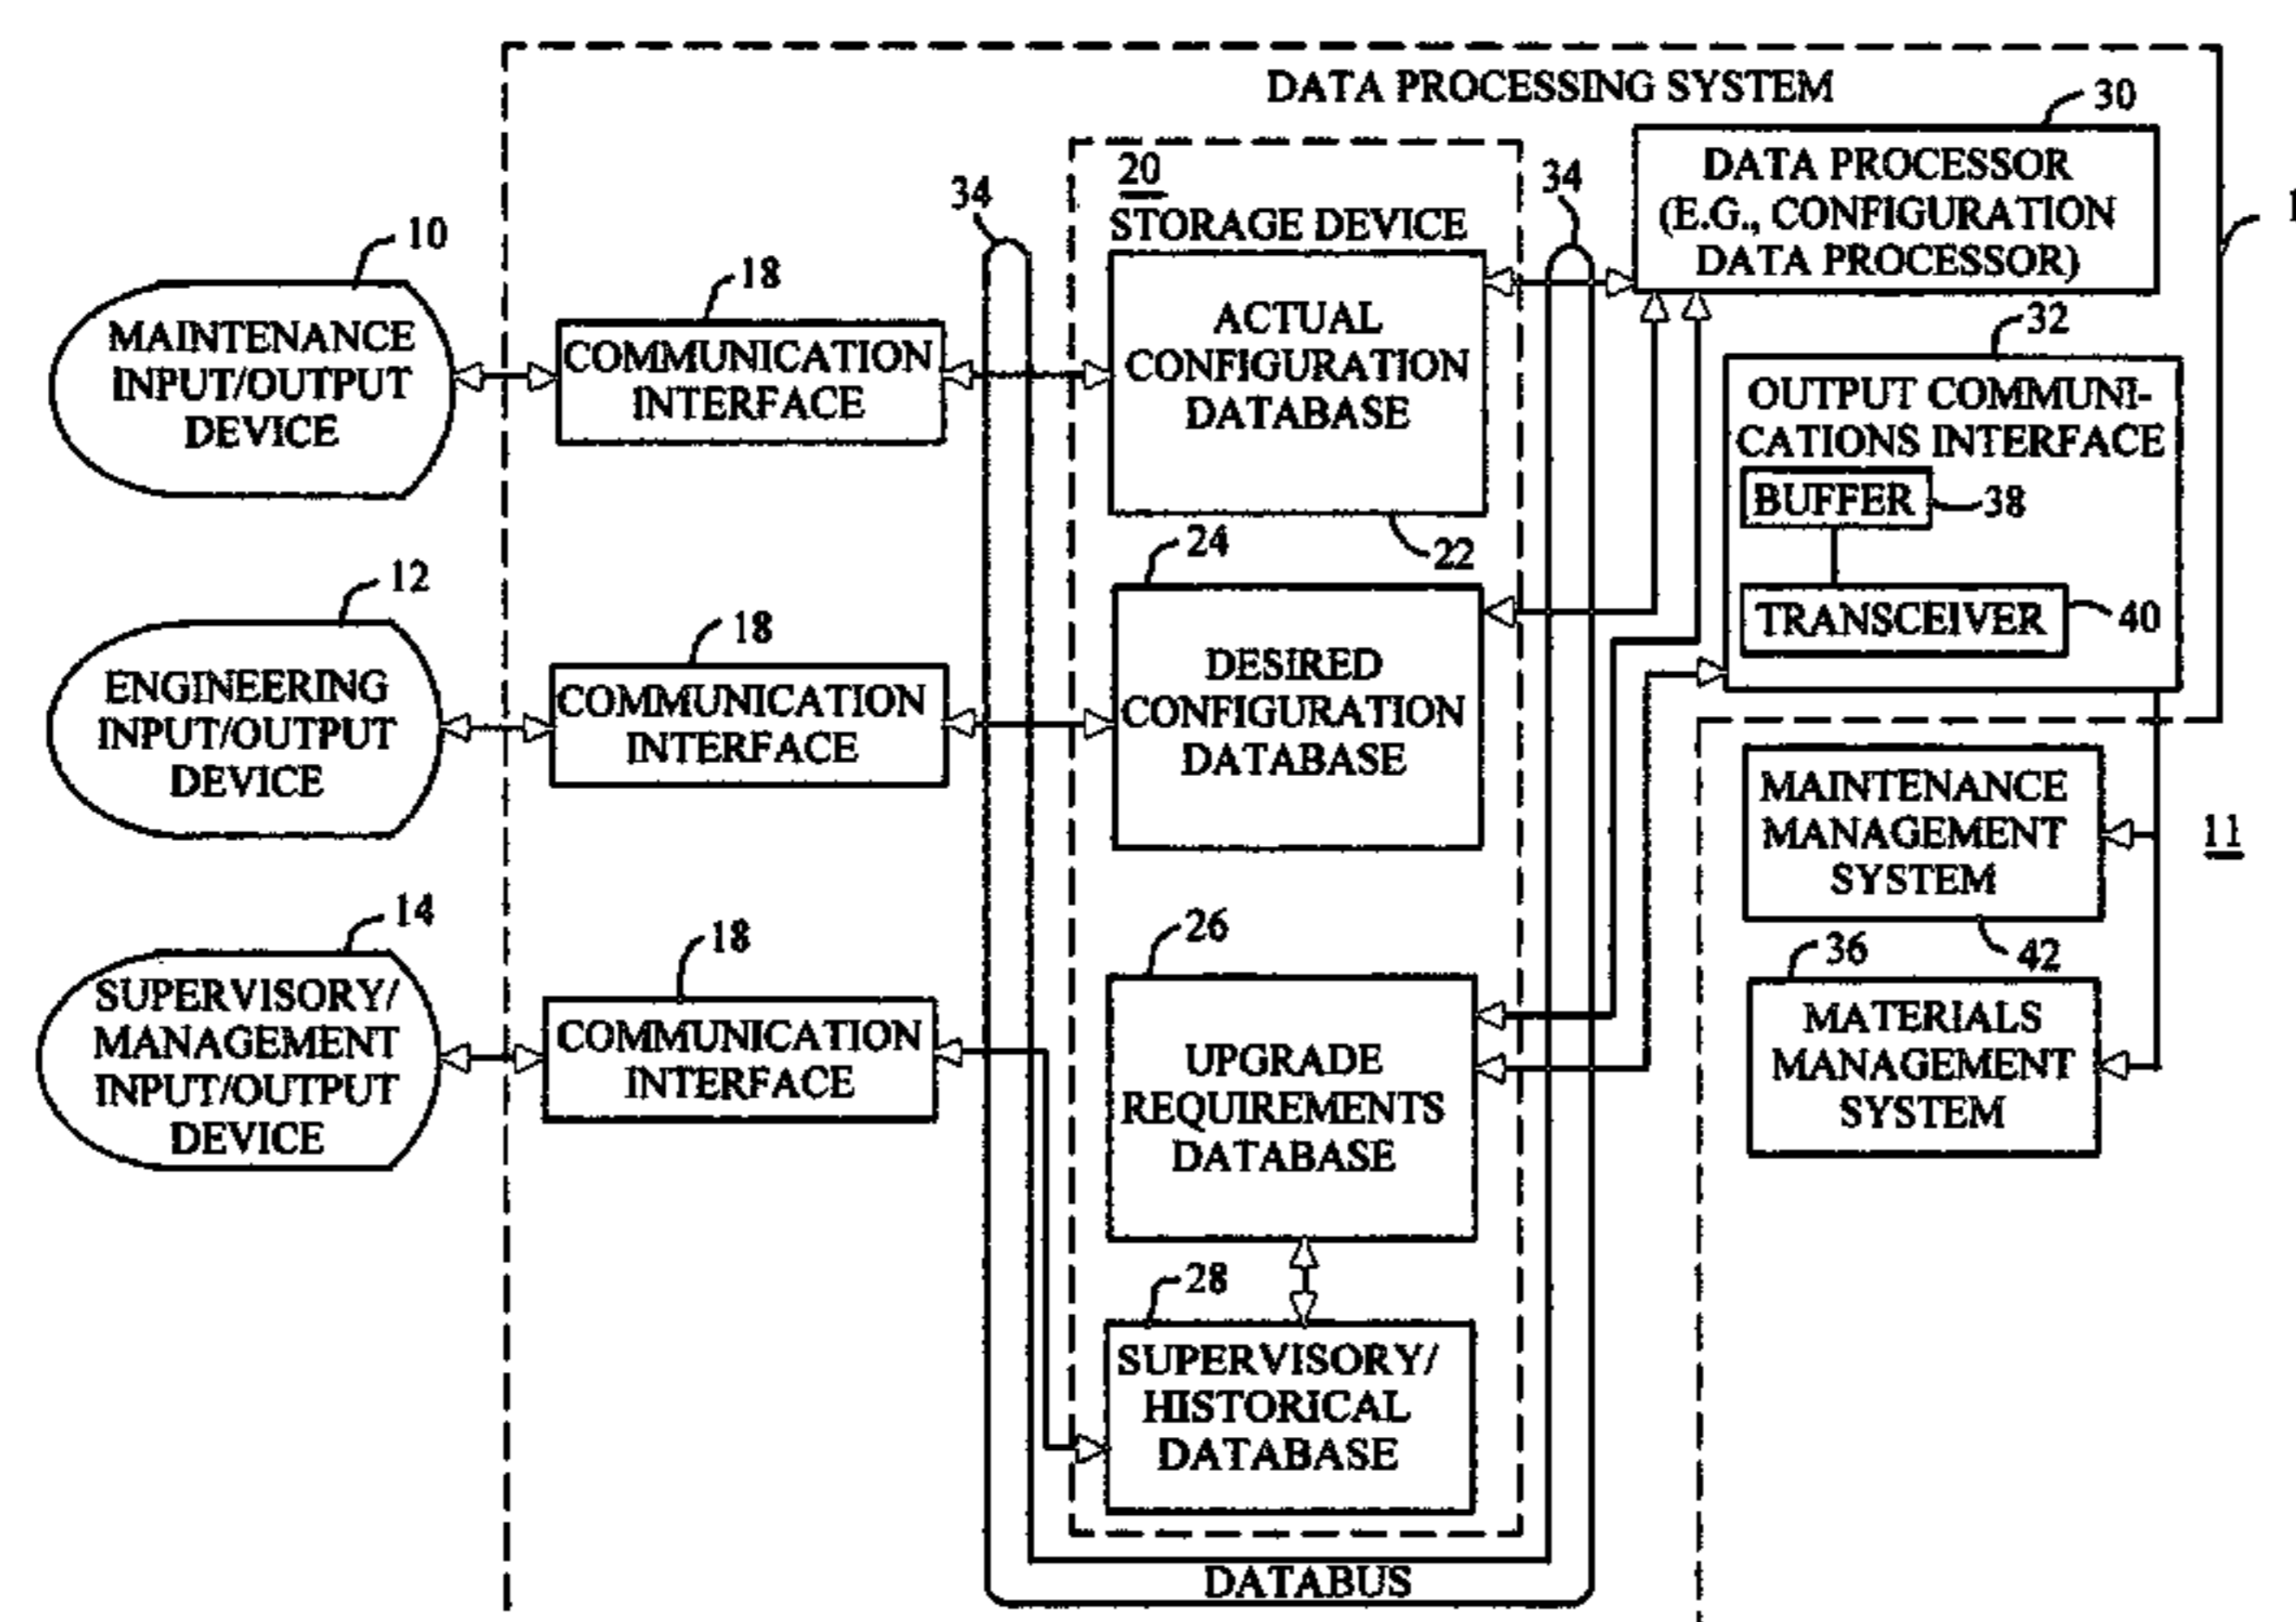 DATA PROCESSING SYSTEM
30
20
STORAGE DEVICE
34
34
DATA PROCESSOR
(E.G., CONFIGURATION
DATA PROCESSOR)
10
MAINTENANCE
INPUT/OUTPUT
DEVICE
18
COMMUNICATION
INTERFACE
ACTUAL
CONFIGURATION
DATABASE
22
32
OUTPUT COMMUNI-
CATIONS INTERFACE
BUFFER
38
TRANSCEIVER
40
12
ENGINEERING
INPUT/OUTPUT
DEVICE
18
COMMUNICATION
INTERFACE
24
DESIRED
CONFIGURATION
DATABASE
MAINTENANCE
MANAGEMENT
SYSTEM
42
11
14
SUPERVISORY/
MANAGEMENT
INPUT/OUTPUT
DEVICE
18
COMMUNICATION
INTERFACE
26
UPGRADE
REQUIREMENTS
DATABASE
36
MATERIALS
MANAGEMENT
SYSTEM
28
SUPERVISORY/
HISTORICAL
DATABASE
DATABUS